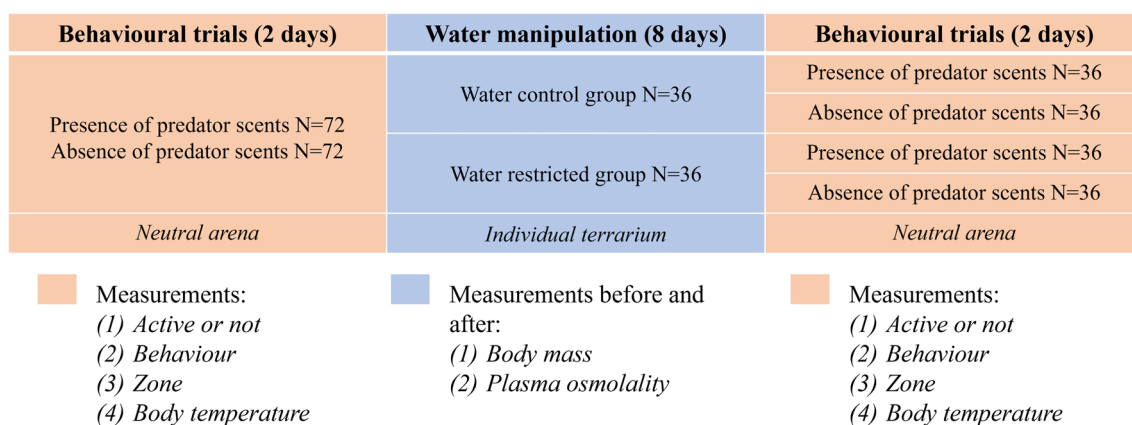 Behavioural trials (2 days)
Water manipulation (8 days)
Behavioural trials (2 days)
Presence of predator scents N=72
Absence of predator scents N=72
Water control group N=36
Water restricted group N=36
Presence of predator scents N=36
Absence of predator scents N=36
Presence of predator scents N=36
Absence of predator scents N=36
Neutral arena
Individual terrarium
Neutral arena
Measurements:
(1) Active or not
(2) Behaviour
(3) Zone
(4) Body temperature
Measurements before and
after:
(1) Body mass
(2) Plasma osmolality
Measurements:
(1) Active or not
(2) Behaviour
(3) Zone
(4) Body temperature